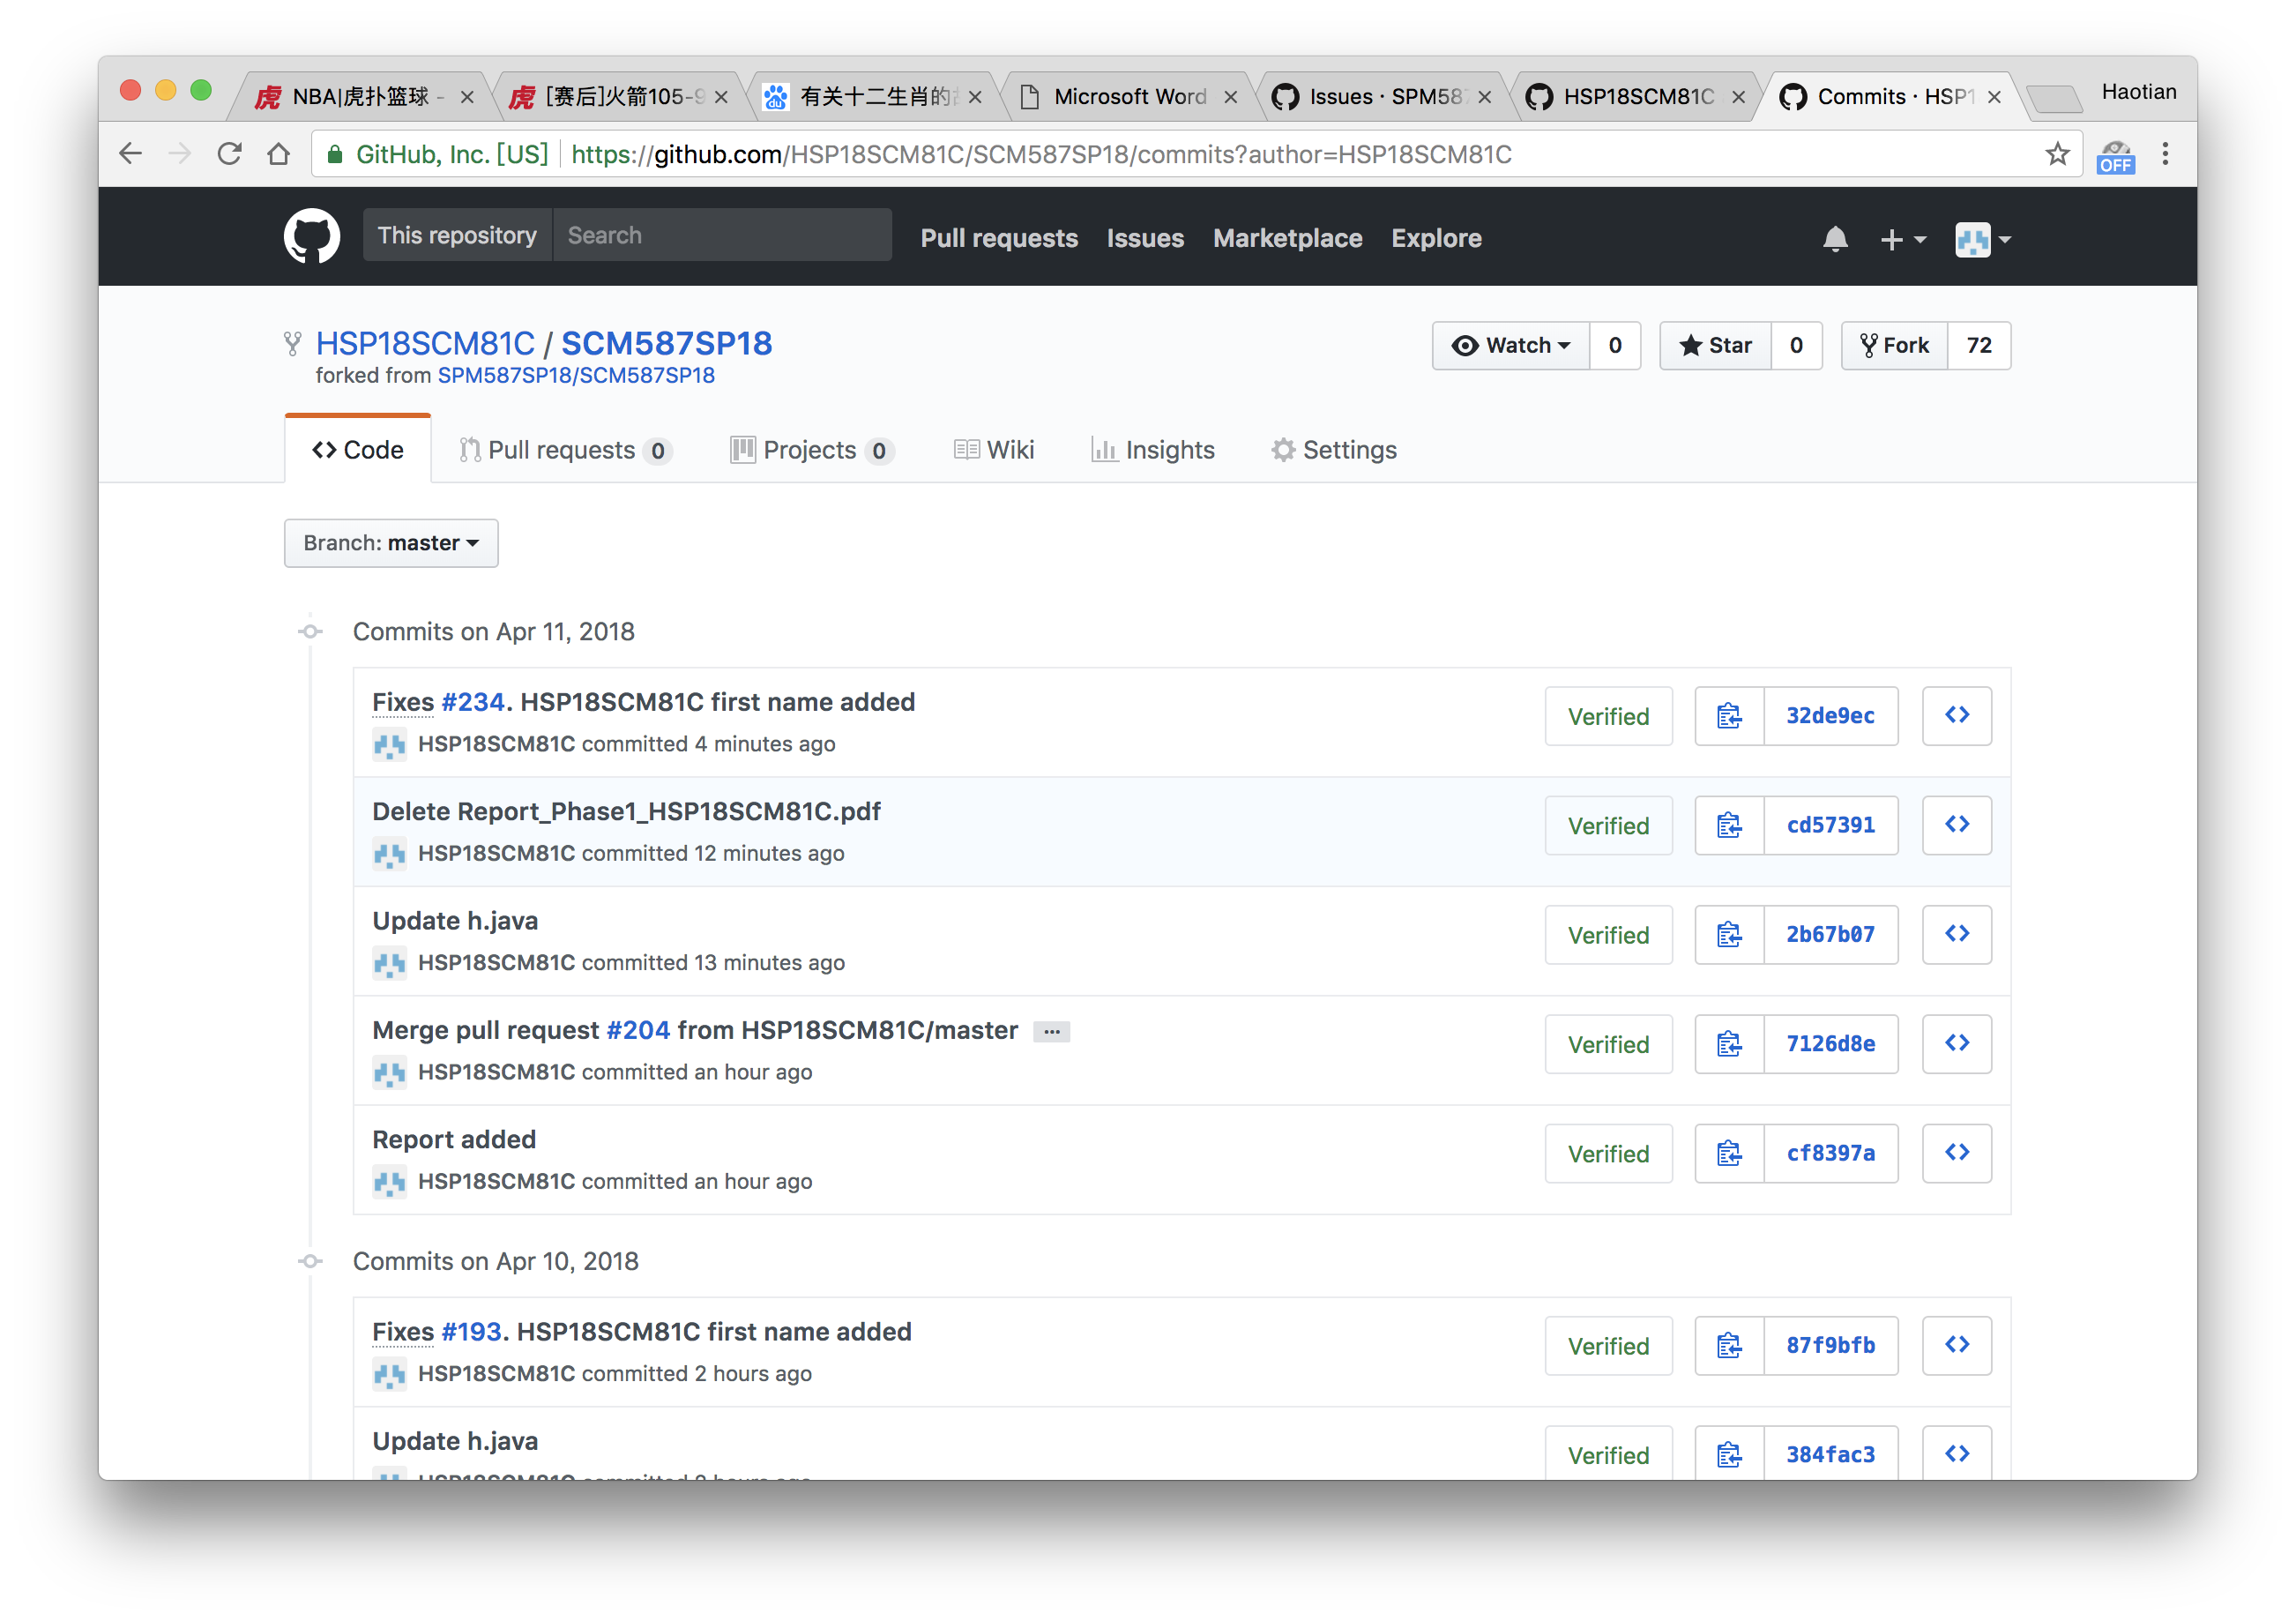 NBA|虎扑篮球 -
[赛后]火箭105-9
有关十二生肖的
Microsoft Word
Issues · SPM587
HSP18SCM81C
Commits · HSP1
Haotian
GitHub, Inc. [US] https://github.com/HSP18SCM81C/SCM587SP18/commits?author=HSP18SCM81C
OFF
This repository Search Pull requests Issues Marketplace Explore
HSP18SCM81C / SCM587SP18
Watch 0 Star 0 Fork 72
forked from SPM587SP18/SCM587SP18
Code Pull requests 0 Projects 0 Wiki Insights Settings
Branch: master
Commits on Apr 11, 2018
Fixes #234. HSP18SCM81C first name added
HSP18SCM81C committed 4 minutes ago
Verified 32de9ec
Delete Report_Phase1_HSP18SCM81C.pdf
HSP18SCM81C committed 12 minutes ago
Verified cd57391
Update h.java
HSP18SCM81C committed 13 minutes ago
Verified 2b67b07
Merge pull request #204 from HSP18SCM81C/master ...
HSP18SCM81C committed an hour ago
Verified 7126d8e
Report added
HSP18SCM81C committed an hour ago
Verified cf8397a
Commits on Apr 10, 2018
Fixes #193. HSP18SCM81C first name added
HSP18SCM81C committed 2 hours ago
Verified 87f9bfb
Update h.java
Verified 384fac3